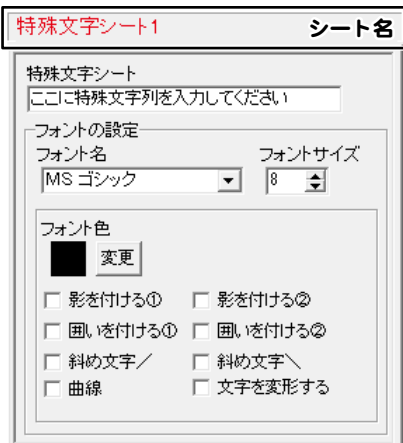 特殊文字シート1 シート名
特殊文字シート
ここに特殊文字列を入力してください
フォントの設定
フォント名 フォントサイズ
MS ゴシック 8
フォント色
変更
影を付ける① 影を付ける②
囲いを付ける① 囲いを付ける②
斜め文字／ 斜め文字＼
曲線 文字を変形する